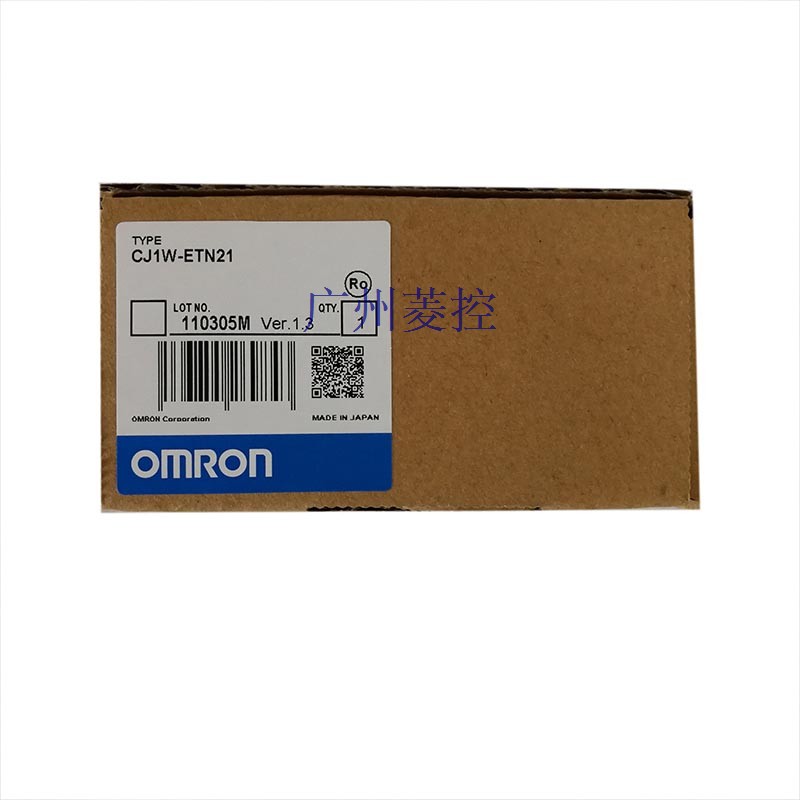 TYPE
CJ1W-ETN21
Ro
LOT NO.
QTY.
110305M Ver.1.3
1
广州菱控
OMRON Corporation
MADE IN JAPAN
OMRON